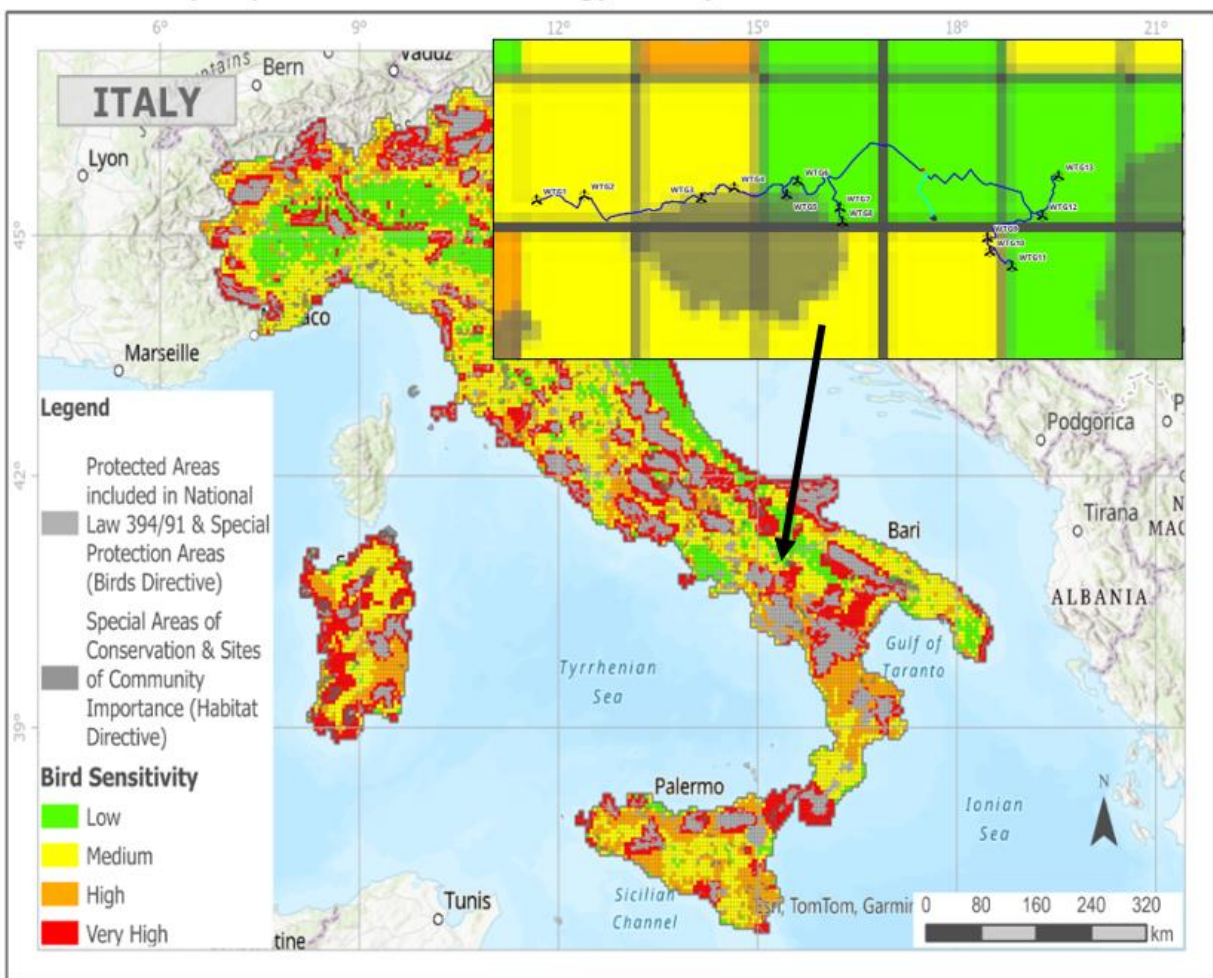 6°
9°
12°
15°
18°
21°
ITALY
Mountains
Bern
Vaduz
Lyon
WTG1
WTG2
WTG3
WTG4
WTG5
WTG6
WTG7
WTG8
WTG9
WTG10
WTG11
WTG12
WTG13
45°
Marseille
Legend
Protected Areas
included in National
Law 394/91 & Special
Protection Areas
(Birds Directive)
Special Areas of
Conservation & Sites
of Community
Importance (Habitat
Directive)
Bird Sensitivity
Low
Medium
High
Very High
Podgorica
42°
Tirana
Bari
ALBANIA
Gulf of
Taranto
Tyrrhenian
Sea
39°
Palermo
Ionian
Sea
N
Sicilian
Channel
Tunis
Esri, TomTom, Garmin
0 80 160 240 320
km